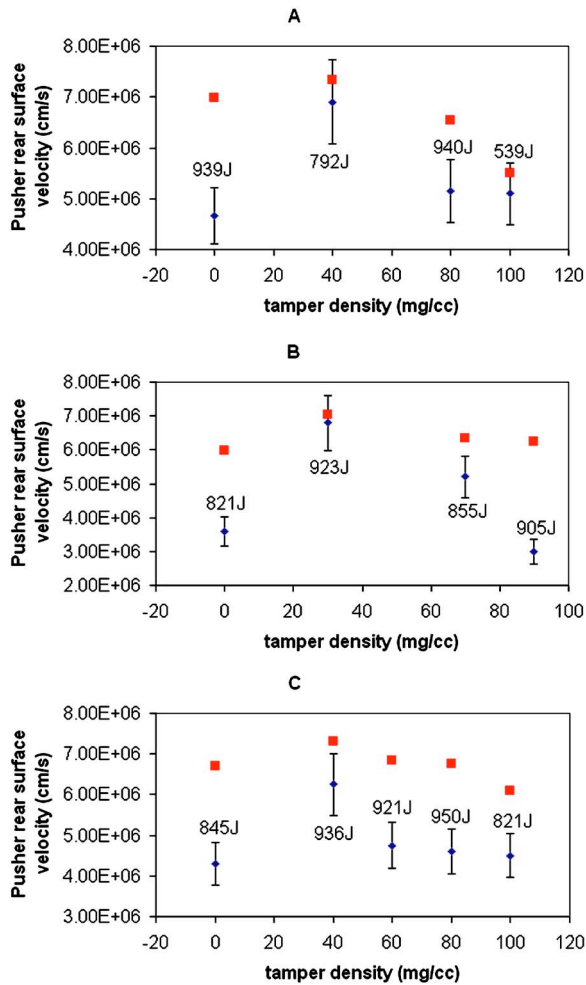 A
Pusher rear surface
velocity (cm/s)
8.00E+06
7.00E+06
6.00E+06
5.00E+06
4.00E+06
939J
792J
940J
539J
-20 0 20 40 60 80 100 120
tamper density (mg/cc)
B
Pusher rear surface
velocity (cm/s)
8.00E+06
7.00E+06
6.00E+06
5.00E+06
4.00E+06
3.00E+06
2.00E+06
821J
923J
855J
905J
-20 0 20 40 60 80 100
tamper density (mg/cc)
C
Pusher rear surface
velocity (cm/s)
8.00E+06
7.00E+06
6.00E+06
5.00E+06
4.00E+06
3.00E+06
845J
936J
921J
950J
821J
-20 0 20 40 60 80 100 120
tamper density (mg/cc)